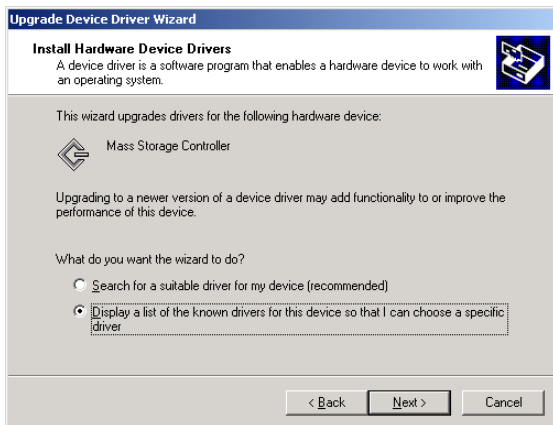 Upgrade Device Driver Wizard
Install Hardware Device Drivers
A device driver is a software program that enables a hardware device to work with
an operating system.
This wizard upgrades drivers for the following hardware device:
Mass Storage Controller
Upgrading to a newer version of a device driver may add functionality to or improve the
performance of this device.
What do you want the wizard to do?
Search for a suitable driver for my device (recommended)
Display a list of the known drivers for this device so that I can choose a specific
driver
< Back Next > Cancel